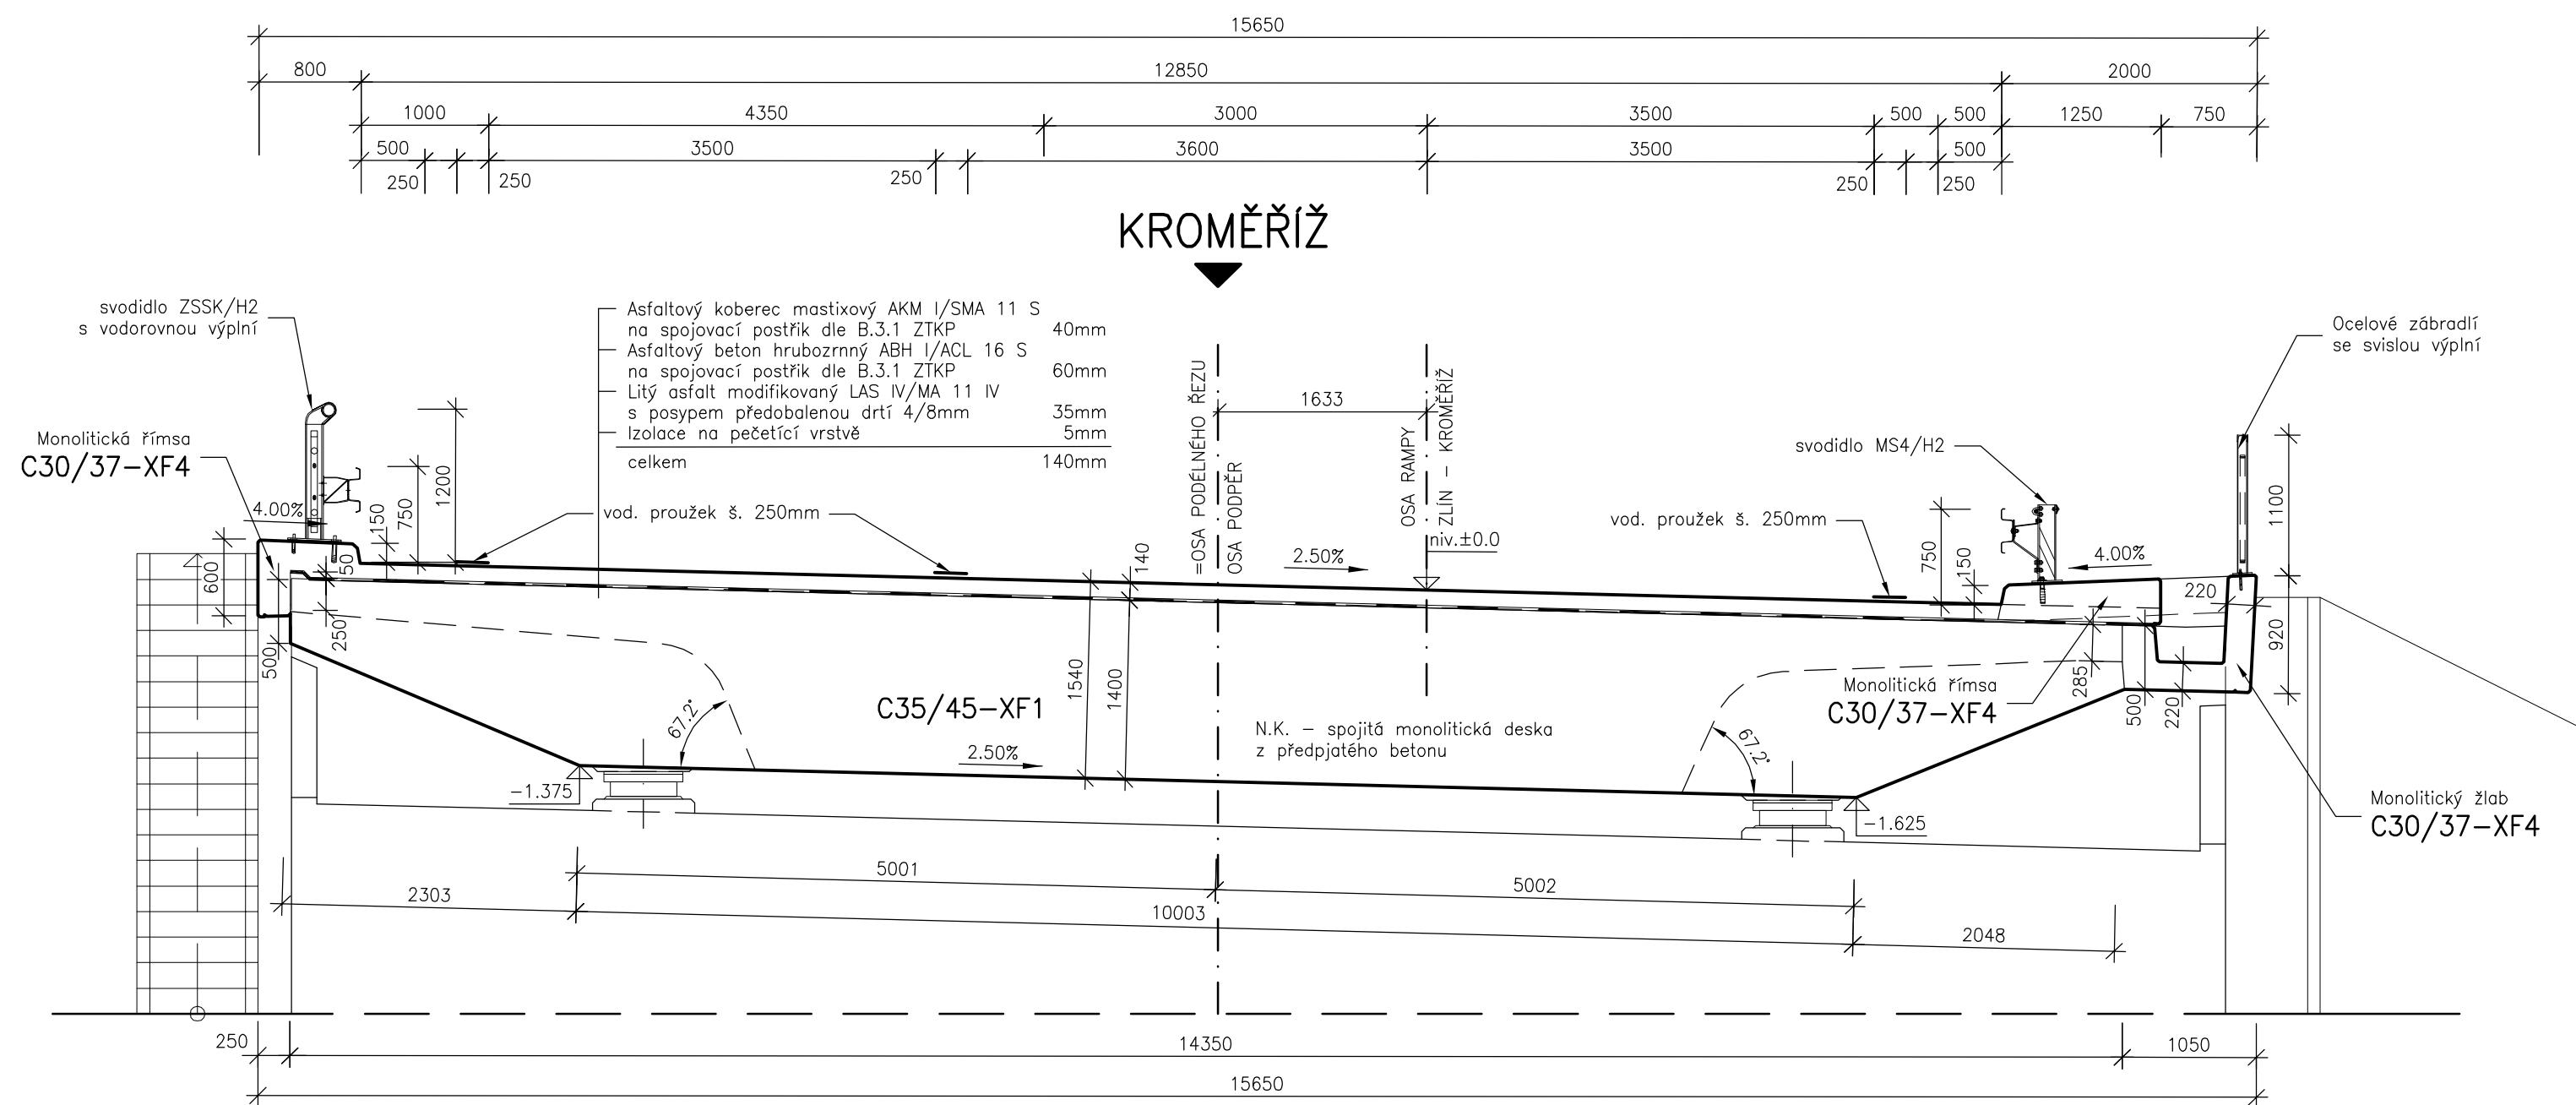 15650
800 12850 2000
1000 4350 3000 3500 500 500 1250 750
500 3500 3600 3500 500
250 250 250 250 250
KROMĚŘÍŽ
svodidlo ZSSK/H2
s vodorovnou výplní
Asfaltový koberec mastixový AKM I/SMA 11 S
na spojovací postřik dle B.3.1 ZTKP 40mm
Asfaltový beton hrubozrnný ABH I/ACL 16 S
na spojovací postřik dle B.3.1 ZTKP 60mm
Litý asfalt modifikovaný LAS IV/MA 11 IV
s posypem předobalenou drtí 4/8mm 35mm
Izolace na pečetící vrstvě 5mm
celkem 140mm
Ocelové zábradlí
se svislou výplní
=OSA PODÉLNÉHO ŘEZU
OSA PODPĚR
1633
OSA RAMPY
ZLÍN – KROMĚŘÍŽ
niv.±0.0
Monolitická římsa
C30/37–XF4
4.00%
150
750
1200
vod. proužek š. 250mm
svodidlo MS4/H2
vod. proužek š. 250mm
750
150
4.00%
1100
600
50
250
500
140
2.50%
220
920
1540
1400
C35/45–XF1
67.2°
2.50%
N.K. – spojitá monolitická deska
z předpjatého betonu
67.2°
Monolitická římsa
C30/37–XF4
285
500
220
–1.375
–1.625
Monolitický žlab
C30/37–XF4
5001 5002
2303 10003 2048
250 14350 1050
15650